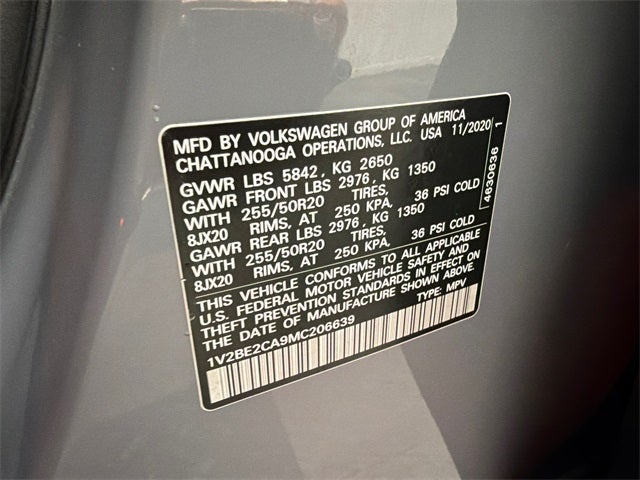 MFD BY VOLKSWAGEN GROUP OF AMERICA
CHATTANOOGA OPERATIONS, LLC. USA 11/2020
GVWR LBS 5842, KG 2650
GAWR FRONT LBS 2976, KG 1350
WITH 255/50R20 TIRES,
8JX20 RIMS, AT 250 KPA, 36 PSI COLD
GAWR REAR LBS 2976, KG 1350
WITH 255/50R20 TIRES,
8JX20 RIMS, AT 250 KPA, 36 PSI COLD
THIS VEHICLE CONFORMS TO ALL APPLICABLE
U.S. FEDERAL MOTOR VEHICLE SAFETY AND
THEFT PREVENTION STANDARDS IN EFFECT ON
THE DATE OF MANUFACTURE SHOWN ABOVE.
1V2BE2CA9MC206639 TYPE: MPV
4630636 1